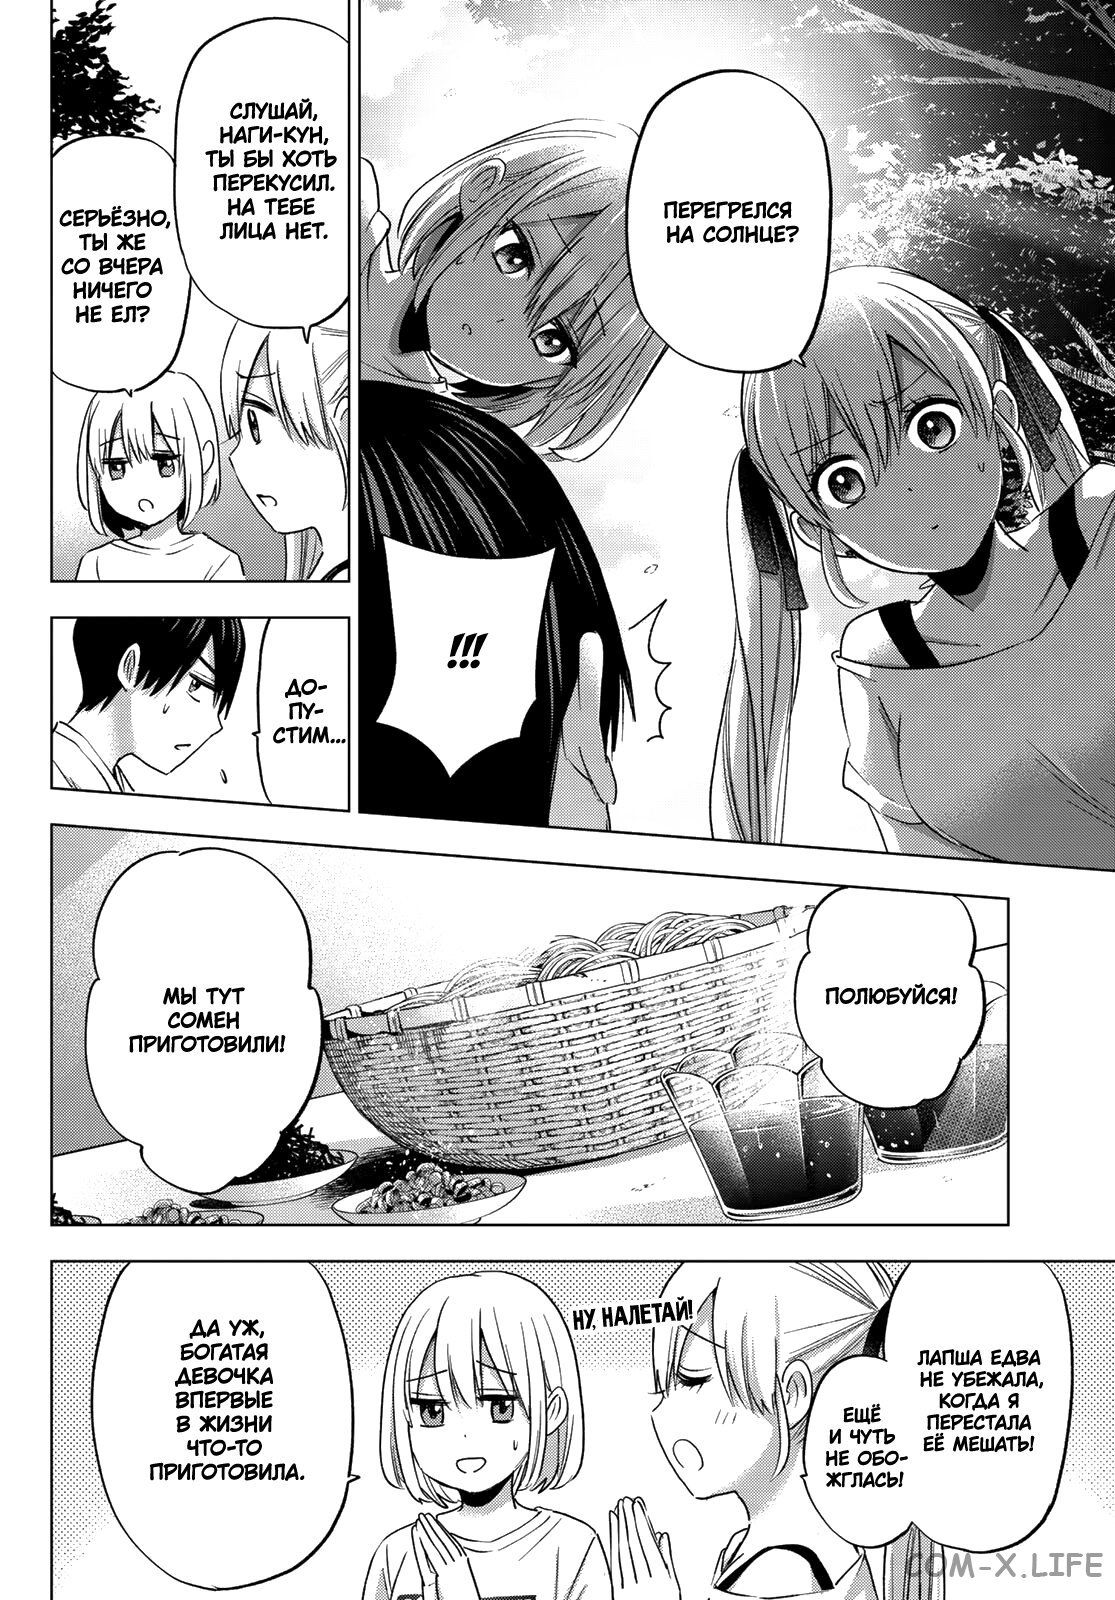 ПЕРЕГРЕЛСЯ
НА СОЛНЦЕ?
!!!
СЛУШАЙ,
НАГИ-КУН,
ТЫ БЫ ХОТЬ
ПЕРЕКУСИЛ.
НА ТЕБЕ
ЛИЦА НЕТ.
СЕРЬЁЗНО,
ТЫ ЖЕ
СО ВЧЕРА
НИЧЕГО
НЕ ЕЛ?
ДО-
ПУ-
СТИМ...
ПОЛЮБУЙСЯ!
МЫ ТУТ
СОМЕН
ПРИГОТОВИЛИ!
ЛАПША ЕДВА
НЕ УБЕЖАЛА,
КОГДА Я
ПЕРЕСТАЛА
ЕЁ МЕШАТЬ!
ЕЩЁ
И ЧУТЬ
НЕ ОБО-
ЖГЛАСЬ!
НУ, НАЛЕТАЙ!
ДА УЖ,
БОГАТАЯ
ДЕВОЧКА
ВПЕРВЫЕ
В ЖИЗНИ
ЧТО-ТО
ПРИГОТОВИЛА.
COM-X.LIFE